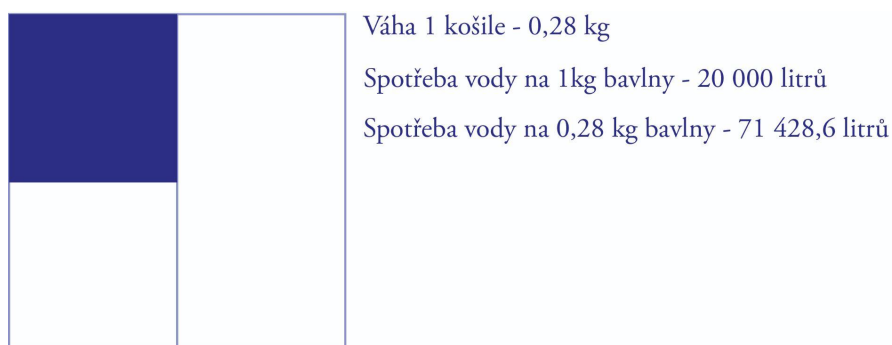 Váha 1 košile - 0,28 kg
Spotřeba vody na 1kg bavlny - 20 000 litrů
Spotřeba vody na 0,28 kg bavlny - 71 428,6 litrů